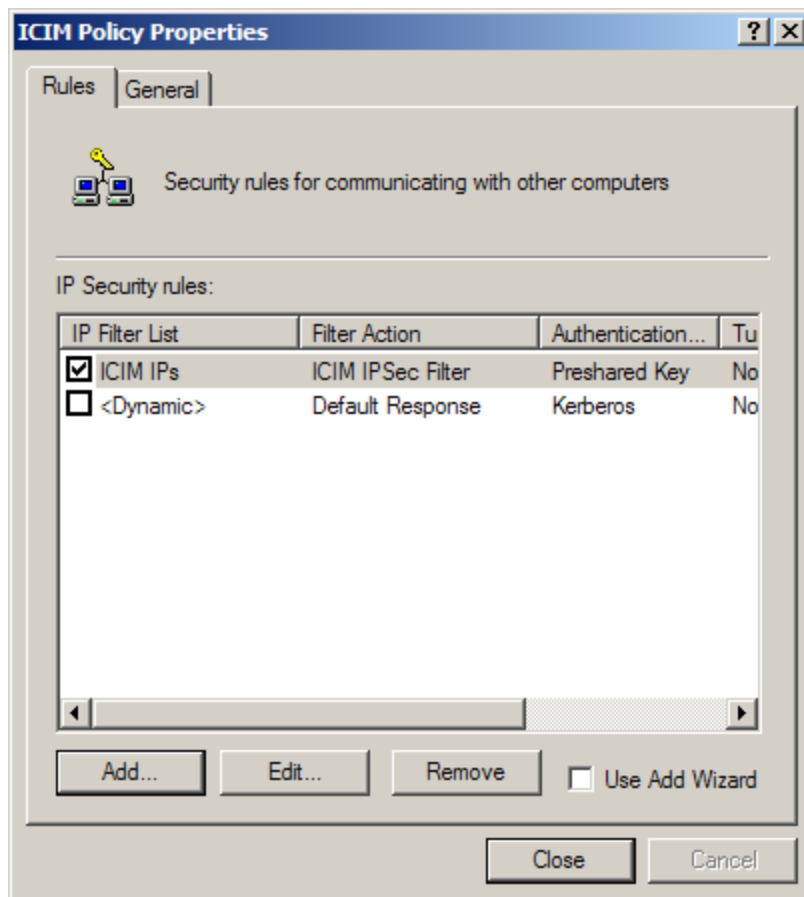 ICIM Policy Properties
Rules General
Security rules for communicating with other computers
IP Security rules:
IP Filter List Filter Action Authentication... Tu
ICIM IPs ICIM IPSec Filter Preshared Key No
<Dynamic> Default Response Kerberos No
Add... Edit... Remove Use Add Wizard
Close Cancel